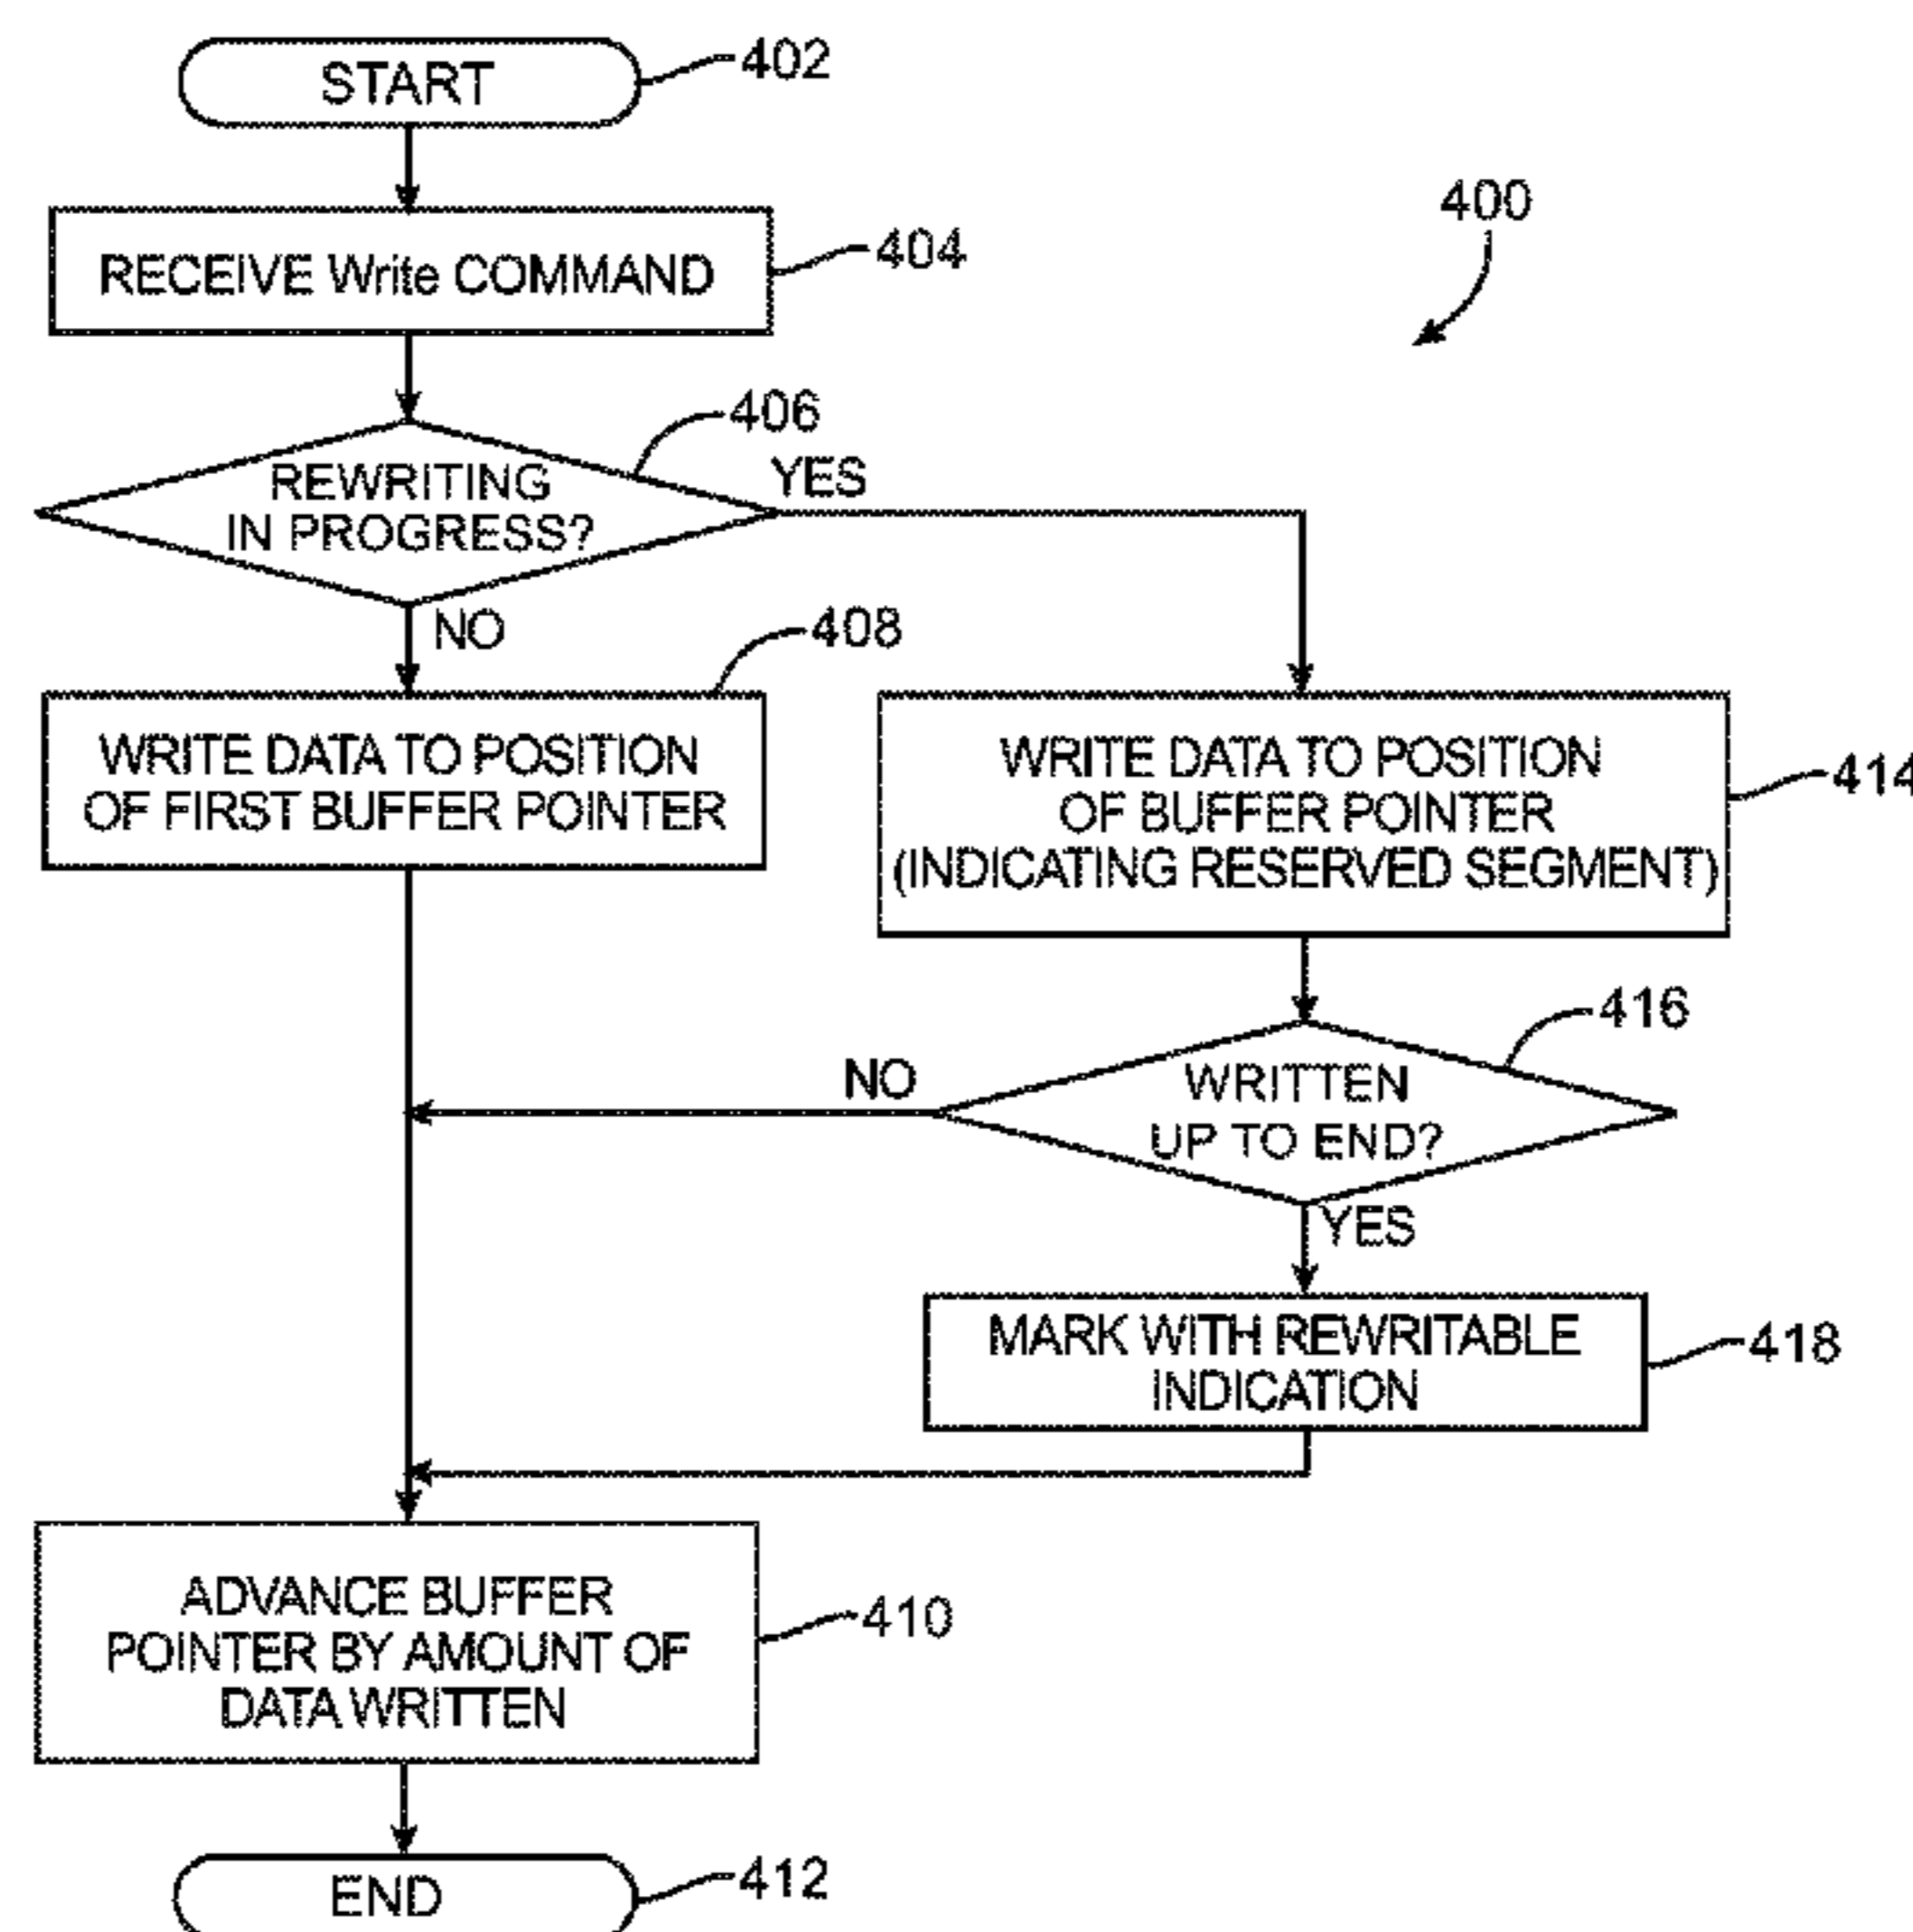 START
402
RECEIVE Write COMMAND
404
400
REWRITING
IN PROGRESS?
406
YES
NO
408
WRITE DATA TO POSITION
OF FIRST BUFFER POINTER
WRITE DATA TO POSITION
OF BUFFER POINTER
(INDICATING RESERVED SEGMENT)
414
416
NO
WRITTEN
UP TO END?
YES
MARK WITH REWRITABLE
INDICATION
418
ADVANCE BUFFER
POINTER BY AMOUNT OF
DATA WRITTEN
410
END
412